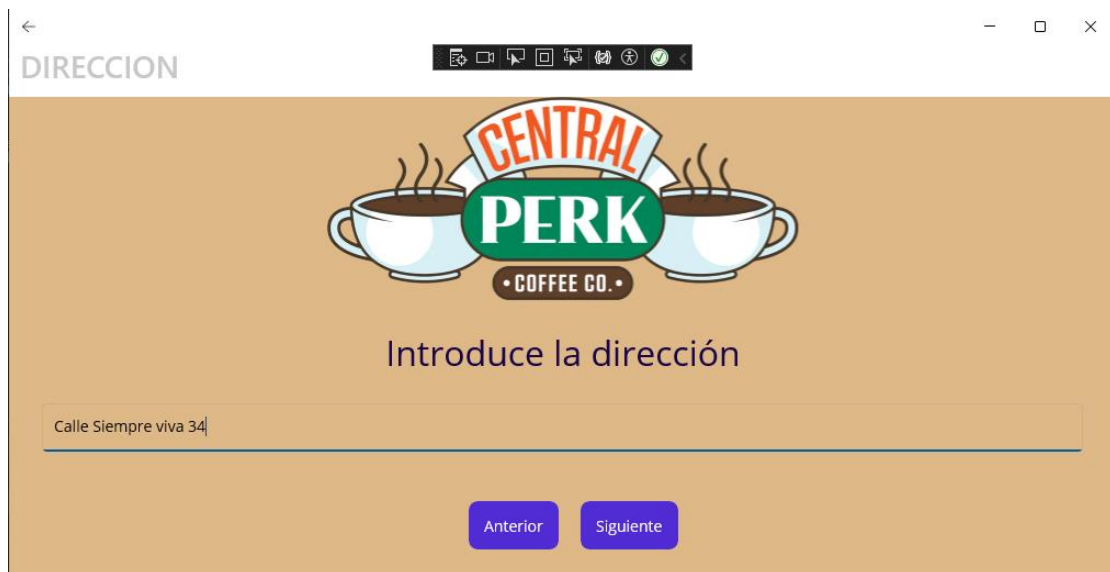 DIRECCION
CENTRAL
PERK
• COFFEE CO. •
Introduce la dirección
Calle Siempre viva 34
Anterior
Siguiente